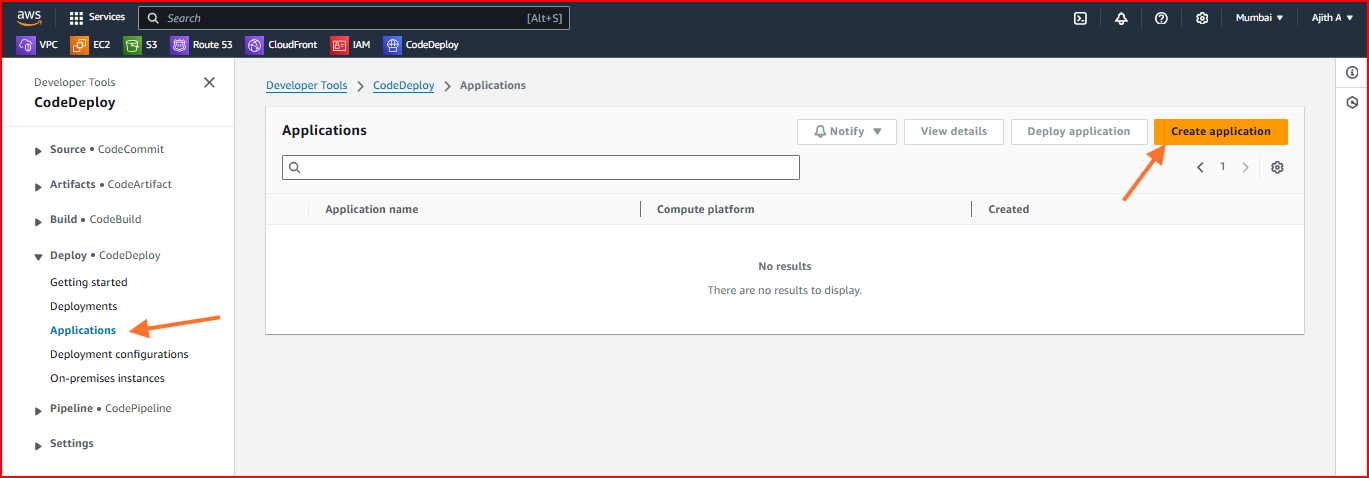 aws Services Search [Alt+S] Mumbai ▼ Ajith A ▼
VPC EC2 S3 Route 53 CloudFront IAM CodeDeploy
Developer Tools
CodeDeploy
Source • CodeCommit
Artifacts • CodeArtifact
Build • CodeBuild
Deploy • CodeDeploy
Getting started
Deployments
Applications
Deployment configurations
On-premises instances
Pipeline • CodePipeline
Settings
Developer Tools > CodeDeploy > Applications
Applications
Notify ▼ View details Deploy application Create application
< 1 >
Application name Compute platform Created
No results
There are no results to display.